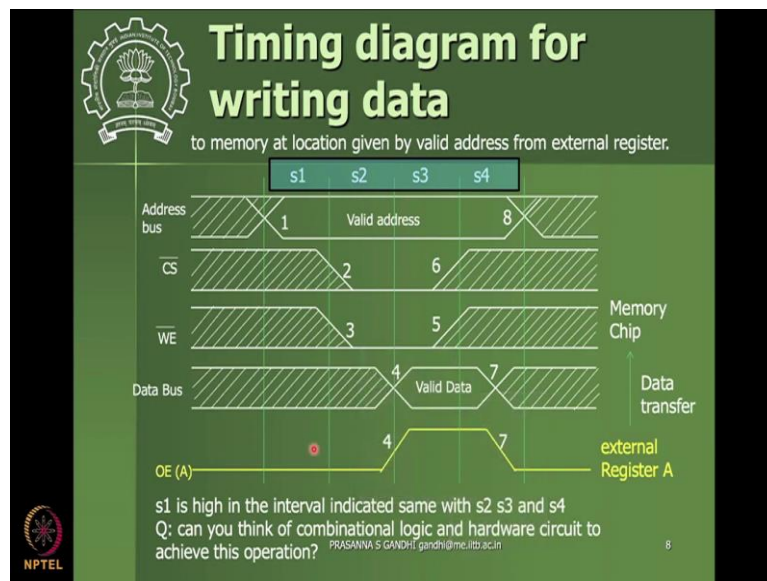 Timing diagram for
writing data
to memory at location given by valid address from external register.
s1 s2 s3 s4
Address
bus
1 Valid address 8
CS 2 6
WE 3 5
Memory
Chip
Data Bus 4 Valid Data 7
Data
transfer
4 7
OE (A)
external
Register A
s1 is high in the interval indicated same with s2 s3 and s4
Q: can you think of combinational logic and hardware circuit to
achieve this operation?
PRASANNA S GANDHI gandhi@me.iitb.ac.in 8
NPTEL